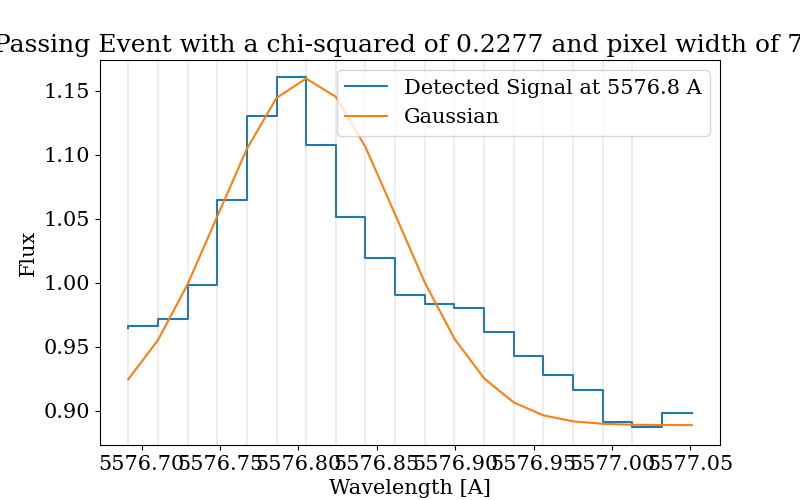 Passing Event with a chi-squared of 0.2277 and pixel width of 7
Detected Signal at 5576.8 A
Gaussian
Flux
1.15
1.10
1.05
1.00
0.95
0.90
5576.70 5576.75 5576.80 5576.85 5576.90 5576.95 5577.00 5577.05
Wavelength [A]